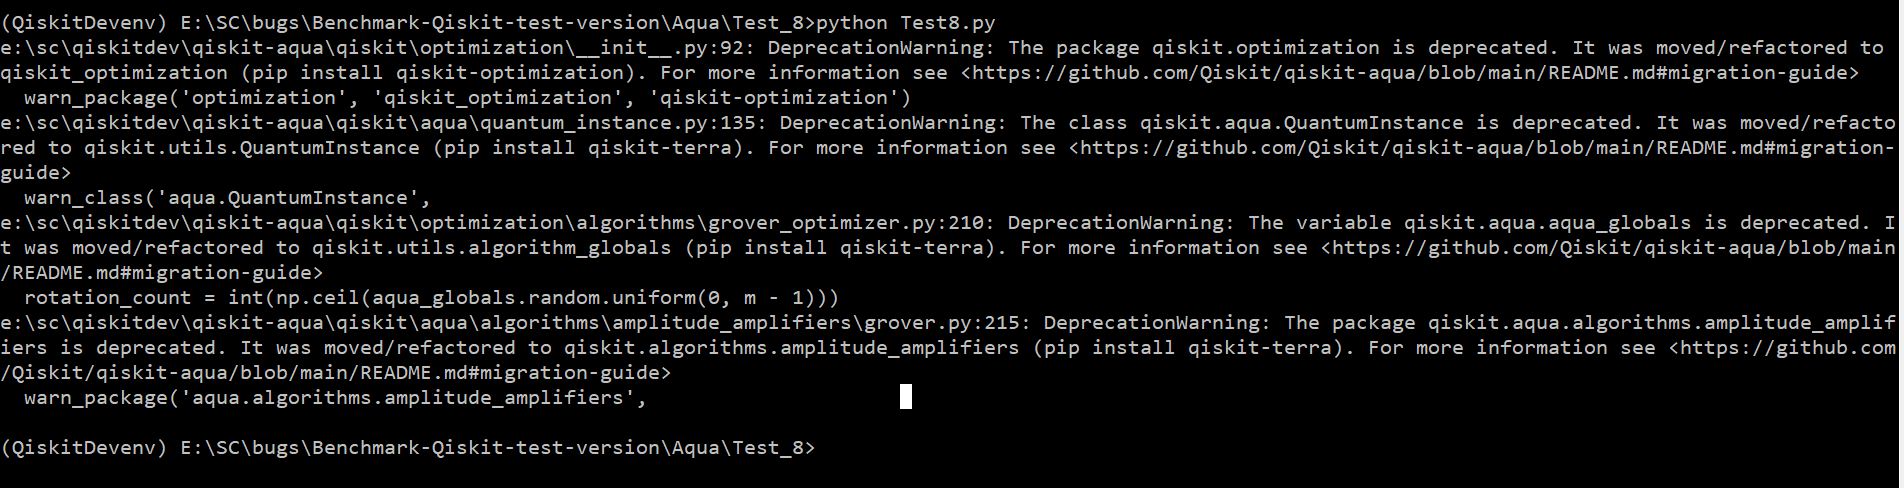 (QiskitDevenv) E:\SC\bugs\Benchmark-Qiskit-test-version\Aqua\Test_8>python Test8.py
e:\sc\qiskitdev\qiskit-aqua\qiskit\optimization\__init__.py:92: DeprecationWarning: The package qiskit.optimization is deprecated. It was moved/refactored to
qiskit_optimization (pip install qiskit-optimization). For more information see <https://github.com/Qiskit/qiskit-aqua/blob/main/README.md#migration-guide>
  warn_package('optimization', 'qiskit_optimization', 'qiskit-optimization')
e:\sc\qiskitdev\qiskit-aqua\qiskit\aqua\quantum_instance.py:135: DeprecationWarning: The class qiskit.aqua.QuantumInstance is deprecated. It was moved/refacto
red to qiskit.utils.QuantumInstance (pip install qiskit-terra). For more information see <https://github.com/Qiskit/qiskit-aqua/blob/main/README.md#migration-
guide>
  warn_class('aqua.QuantumInstance',
e:\sc\qiskitdev\qiskit-aqua\qiskit\optimization\algorithms\grover_optimizer.py:210: DeprecationWarning: The variable qiskit.aqua.aqua_globals is deprecated. I
t was moved/refactored to qiskit.utils.algorithm_globals (pip install qiskit-terra). For more information see <https://github.com/Qiskit/qiskit-aqua/blob/main
/README.md#migration-guide>
  rotation_count = int(np.ceil(aqua_globals.random.uniform(0, m - 1)))
e:\sc\qiskitdev\qiskit-aqua\qiskit\aqua\algorithms\amplitude_amplifiers\grover.py:215: DeprecationWarning: The package qiskit.aqua.algorithms.amplitude_amplif
iers is deprecated. It was moved/refactored to qiskit.algorithms.amplitude_amplifiers (pip install qiskit-terra). For more information see <https://github.com
/Qiskit/qiskit-aqua/blob/main/README.md#migration-guide>
  warn_package('aqua.algorithms.amplitude_amplifiers',
(QiskitDevenv) E:\SC\bugs\Benchmark-Qiskit-test-version\Aqua\Test_8>